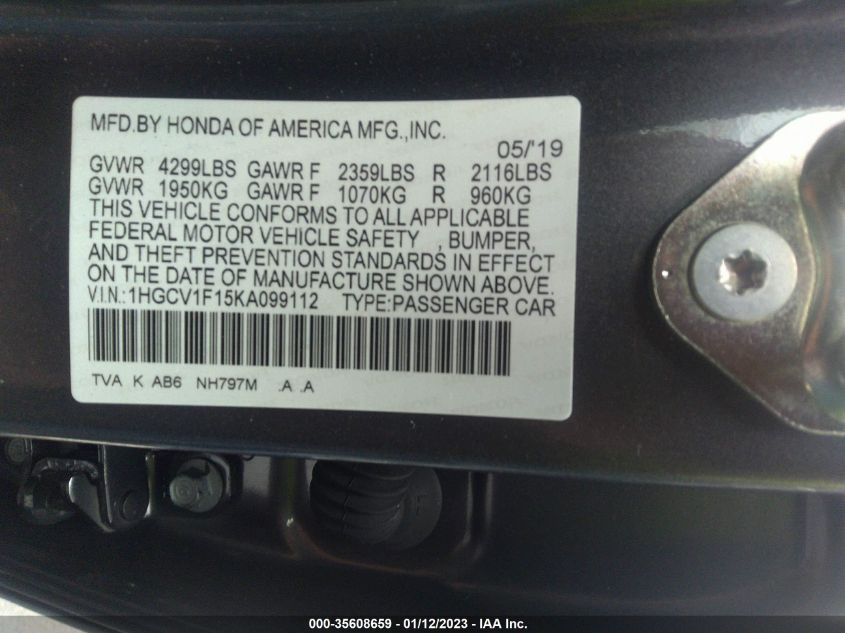 MFD.BY HONDA OF AMERICA MFG.,INC.
05/'19
GVWR 4299LBS GAWR F 2359LBS R 2116LBS
GVWR 1950KG GAWR F 1070KG R 960KG
THIS VEHICLE CONFORMS TO ALL APPLICABLE
FEDERAL MOTOR VEHICLE SAFETY , BUMPER,
AND THEFT PREVENTION STANDARDS IN EFFECT
ON THE DATE OF MANUFACTURE SHOWN ABOVE.
V.I.N.:1HGCV1F15KA099112 TYPE:PASSENGER CAR
TVA K AB6 NH797M .A .A
000-35608659 — 01/12/2023 — IAA Inc.